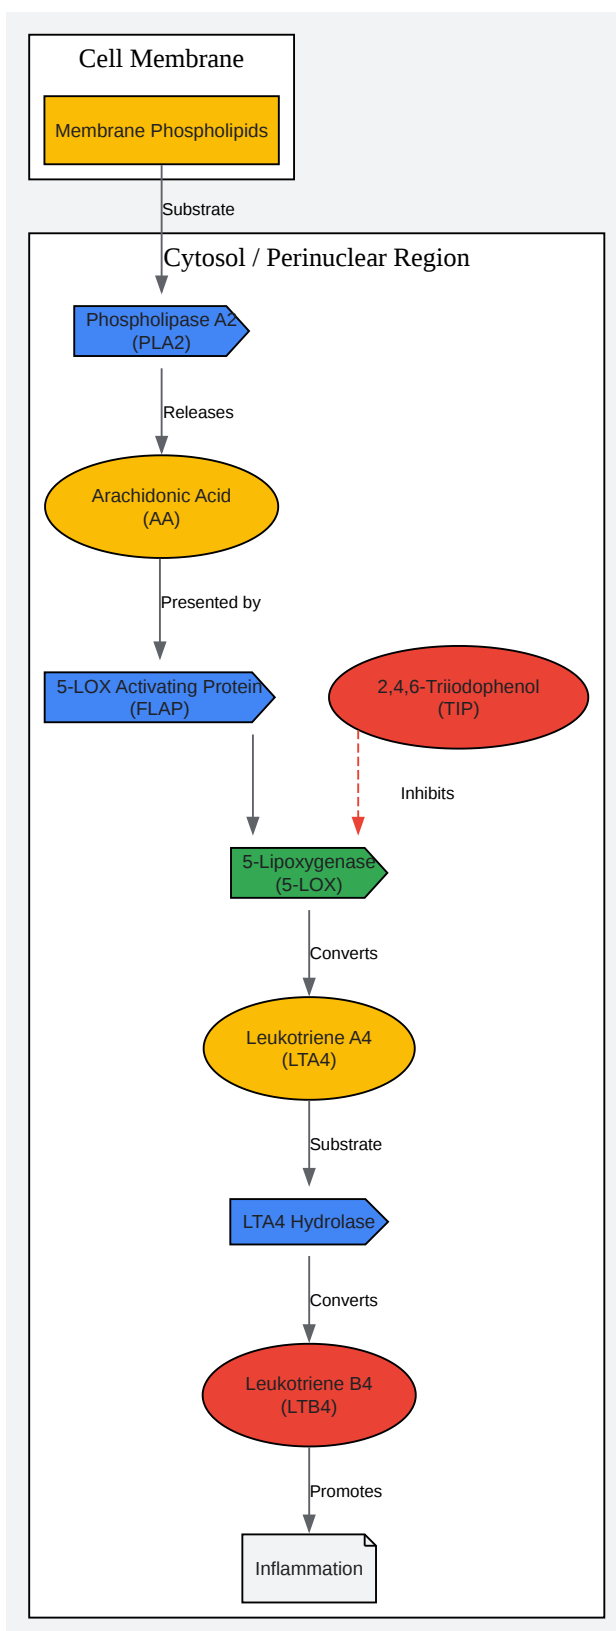 Cell Membrane
Membrane Phospholipids
Substrate
Cytosol / Perinuclear Region
Phospholipase A2
(PLA2)
Releases
Arachidonic Acid
(AA)
Presented by
5-LOX Activating Protein
(FLAP)
2,4,6-Triiodophenol
(TIP)
Inhibits
5-Lipoxygenase
(5-LOX)
Converts
Leukotriene A4
(LTA4)
Substrate
LTA4 Hydrolase
Converts
Leukotriene B4
(LTB4)
Promotes
Inflammation